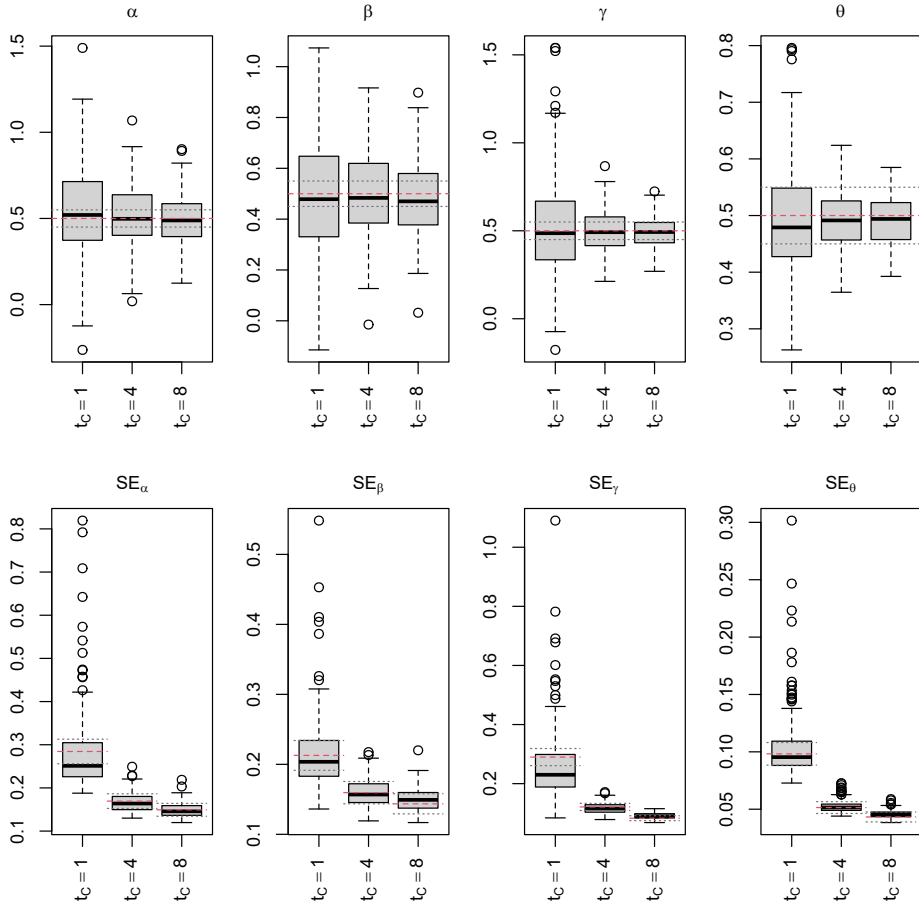 α β γ θ
0.0 0.5 1.0 1.5
0.0 0.2 0.4 0.6 0.8 1.0
0.0 0.5 1.0 1.5
0.3 0.4 0.5 0.6 0.7 0.8
t_C = 1 t_C = 4 t_C = 8
t_C = 1 t_C = 4 t_C = 8
t_C = 1 t_C = 4 t_C = 8
t_C = 1 t_C = 4 t_C = 8
SE_α SE_β SE_γ SE_θ
0.1 0.2 0.3 0.4 0.5 0.6 0.7 0.8
0.1 0.2 0.3 0.4 0.5
0.2 0.4 0.6 0.8 1.0
0.05 0.10 0.15 0.20 0.25 0.30
t_C = 1 t_C = 4 t_C = 8
t_C = 1 t_C = 4 t_C = 8
t_C = 1 t_C = 4 t_C = 8
t_C = 1 t_C = 4 t_C = 8